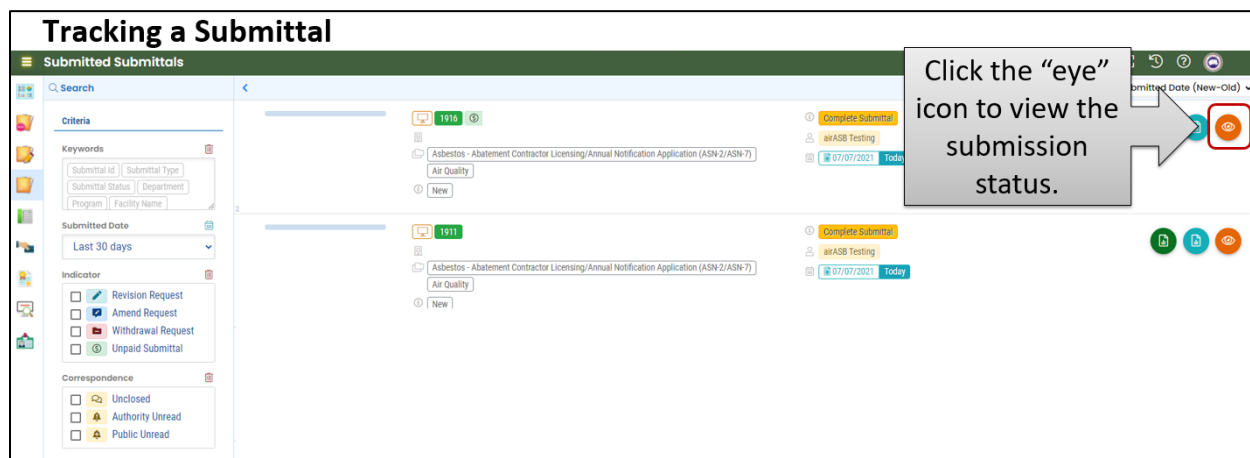 Tracking a Submittal
Submitted Submittals
Click the “eye”
icon to view the
submission
status.
Search
Criteria
Keywords
Submittal Id
Submittal Type
Submittal Status
Department
Program
Facility Name
Submitted Date
Last 30 days
Indicator
Revision Request
Amend Request
Withdrawal Request
Unpaid Submittal
Correspondence
Unclosed
Authority Unread
Public Unread
bmitted Date (New-Old)
1916
Asbestos - Abatement Contractor Licensing/Annual Notification Application (ASN-2/ASN-7)
Air Quality
New
Complete Submittal
airASB Testing
07/07/2021 Today
2
1911
Asbestos - Abatement Contractor Licensing/Annual Notification Application (ASN-2/ASN-7)
Air Quality
New
Complete Submittal
airASB Testing
07/07/2021 Today